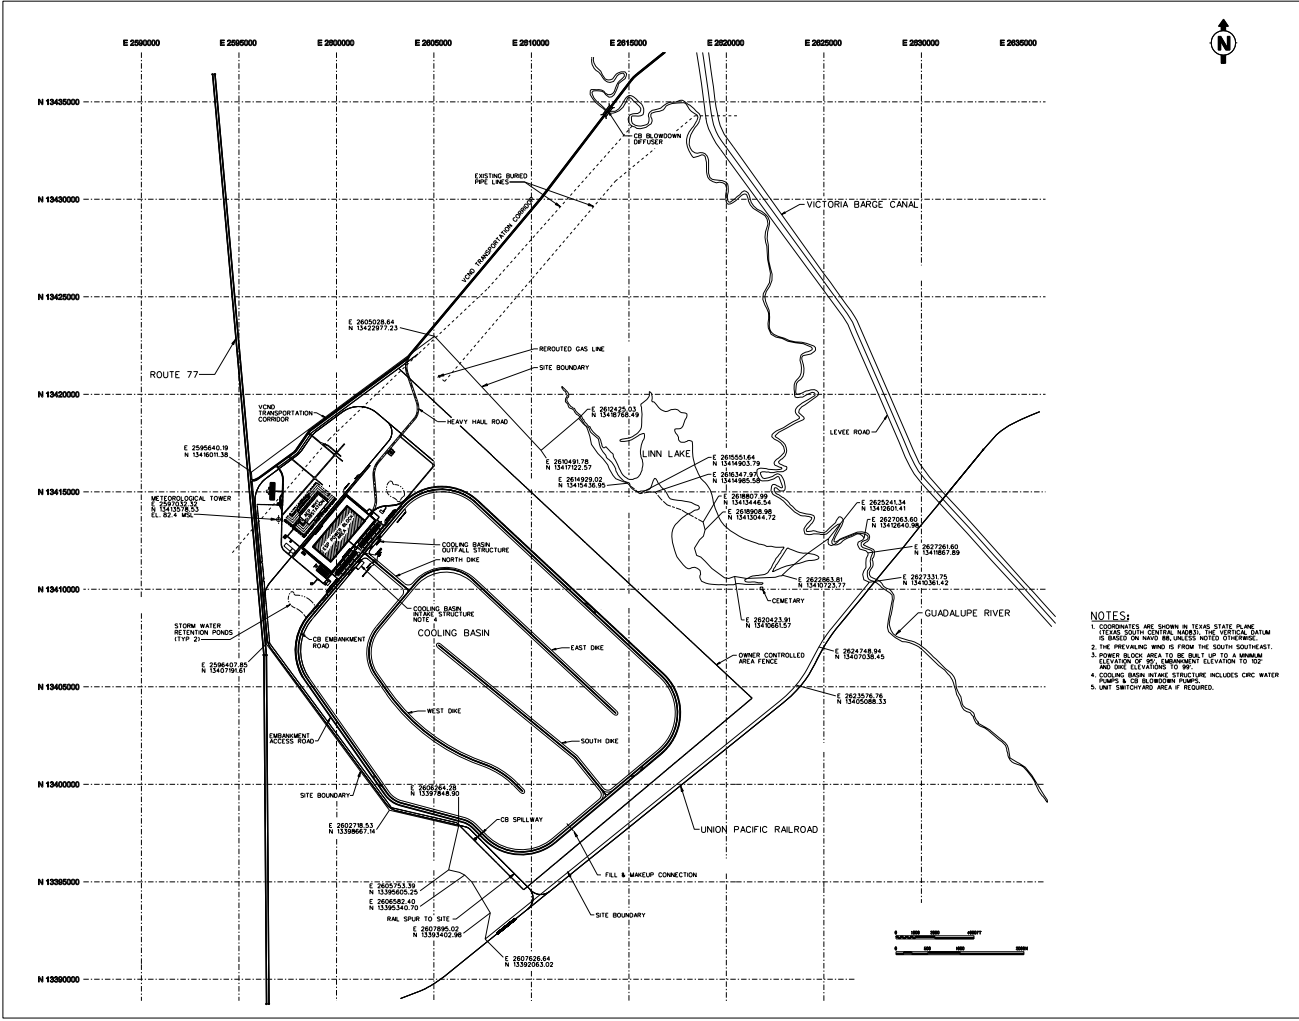 E 2590000
E 2595000
E 2600000
E 2605000
E 2610000
E 2615000
E 2620000
E 2625000
E 2630000
E 2635000
N
N 13435000
CB BLOWDOWN
DIFFUSER
EXISTING BURIED
PIPE LINES
N 13430000
VICTORIA BARGE CANAL
VCND TRANSPORTATION CORRIDOR
N 13425000
E 2605028.64
N 13422977.23
REROUTED GAS LINE
SITE BOUNDARY
ROUTE 77
N 13420000
VCND
TRANSPORTATION
CORRIDOR
HEAVY HAUL ROAD
E 2612425.03
N 13418768.49
LEVEE ROAD
E 2595640.19
N 13416011.38
LINN LAKE
E 2610491.78
N 13417122.57
E 2615551.64
N 13414903.79
E 2614929.02
N 13415436.95
E 2616347.97
N 13414985.58
N 13415000
METEOROLOGICAL TOWER
E 2597032.32
N 13413578.53
EL. 82.4 MSL
E 2618807.99
N 13413446.54
E 2618908.98
N 13413044.72
E 2625241.34
N 13412601.41
E 2627063.60
N 13412640.98
COOLING BASIN
OUTFALL STRUCTURE
NORTH DIKE
E 2627261.60
N 13411867.89
N 13410000
E 2622863.81
N 13410723.77
E 2627331.75
N 13410361.42
CEMETARY
COOLING BASIN
INTAKE STRUCTURE
NOTE 4
GUADALUPE RIVER
E 2620423.91
N 13410661.57
STORM WATER
RETENTION PONDS
(TYP 2)
CB EMBANKMENT
ROAD
COOLING BASIN
EAST DIKE
OWNER CONTROLLED
AREA FENCE
E 2624748.94
N 13407038.45
E 2596407.85
N 13407191.61
N 13405000
E 2623576.76
N 13405088.33
WEST DIKE
EMBANKMENT
ACCESS ROAD
SOUTH DIKE
N 13400000
SITE BOUNDARY
E 2606264.28
N 13397848.90
E 2602718.53
N 13398667.14
CB SPILLWAY
UNION PACIFIC RAILROAD
N 13395000
FILL & MAKEUP CONNECTION
E 2605753.39
N 13395605.25
E 2606582.40
N 13395340.70
RAIL SPUR TO SITE
SITE BOUNDARY
E 2607895.02
N 13393402.98
E 2607626.64
N 13392063.02
N 13390000
NOTES:
1. COORDINATES ARE SHOWN IN TEXAS STATE PLANE
(TEXAS SOUTH CENTRAL NAD83). THE VERTICAL DATUM
IS BASED ON NAVD 88, UNLESS NOTED OTHERWISE.
2. THE PREVAILING WIND IS FROM THE SOUTH SOUTHEAST.
3. POWER BLOCK AREA TO BE BUILT UP TO A MINIMUM
ELEVATION OF 95', EMBANKMENT ELEVATION TO 102'
AND DIKE ELEVATIONS TO 99'.
4. COOLING BASIN INTAKE STRUCTURE INCLUDES CIRC WATER
PUMPS & CB BLOWDOWN PUMPS.
5. UNIT SWITCHYARD AREA IF REQUIRED.